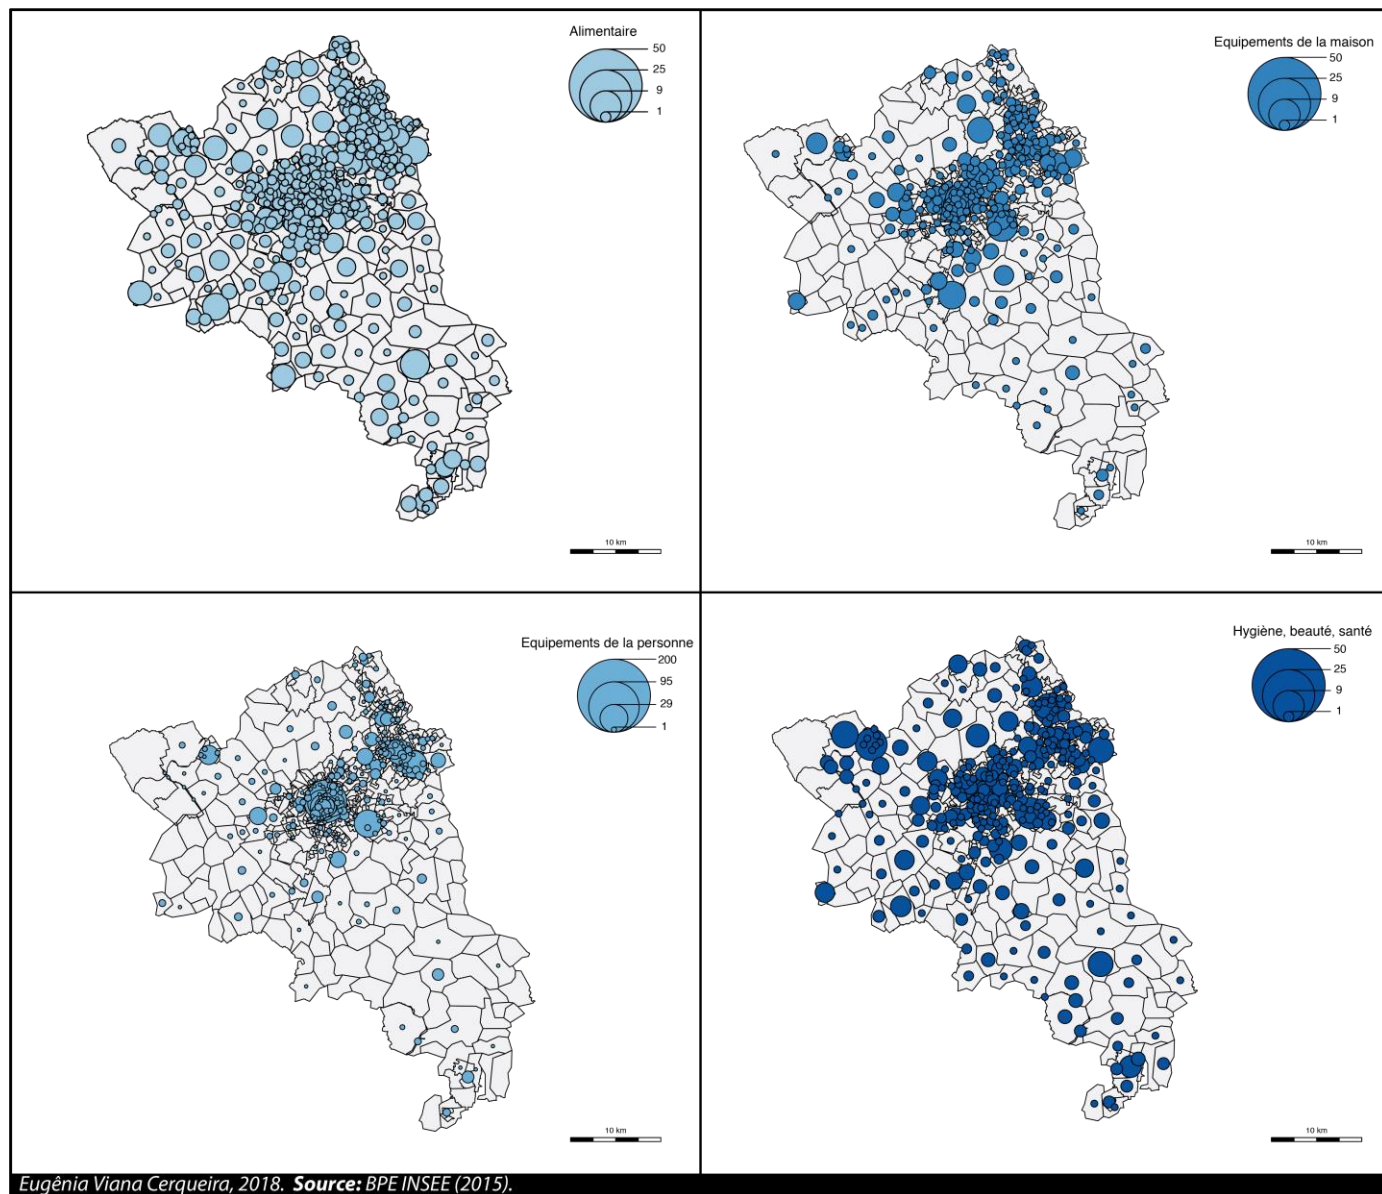 Alimentaire
50
25
9
1
10 km
Equipements de la maison
50
25
9
1
10 km
Equipements de la personne
200
95
29
1
10 km
Hygiène, beauté, santé
50
25
9
1
10 km
Eugênia Viana Cerqueira, 2018. Source: BPE INSEE (2015).